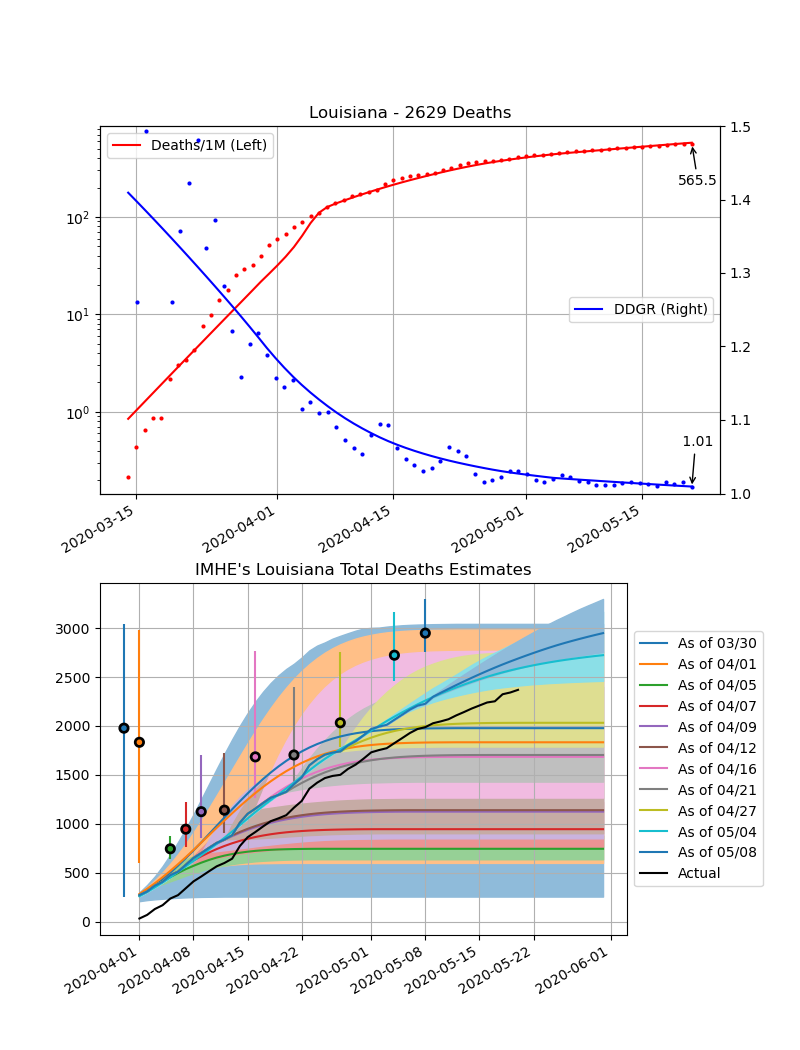 Louisiana - 2629 Deaths
Deaths/1M (Left)
DDGR (Right)
565.5
1.01
10²
10¹
10⁰
1.5
1.4
1.3
1.2
1.1
1.0
2020-03-15
2020-04-01
2020-04-15
2020-05-01
2020-05-15
IMHE's Louisiana Total Deaths Estimates
3000
2500
2000
1500
1000
500
0
2020-04-01
2020-04-08
2020-04-15
2020-04-22
2020-05-01
2020-05-08
2020-05-15
2020-05-22
2020-06-01
As of 03/30
As of 04/01
As of 04/05
As of 04/07
As of 04/09
As of 04/12
As of 04/16
As of 04/21
As of 04/27
As of 05/04
As of 05/08
Actual